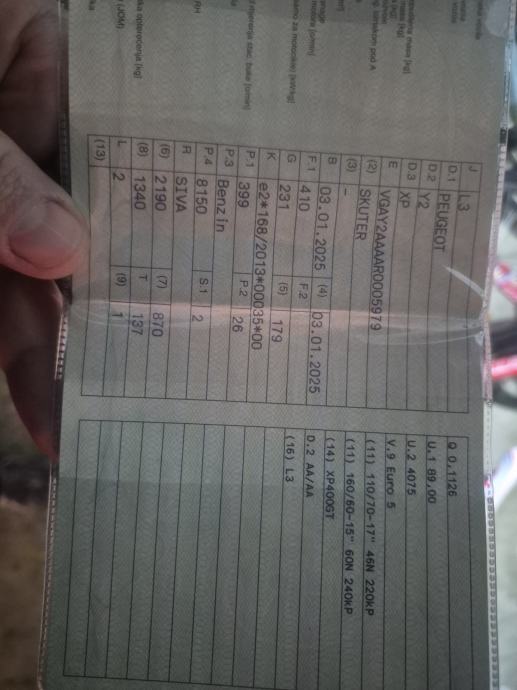 J L3
D.1 PEUGEOT
D.2 Y2
D.3 XP
E VGAY2AAAAR0005979
(2) SKUTER
(3) -
B 03.01.2025 (4) 03.01.2025
F.1 410 F.2
G 231 (5) 179
K e2*168/2013*00035*00
P.1 399 P.2 26
P.3 Benzin
P.4 8150 S.1 2
R SIVA
(6) 2190 (7) 870
(8) 1340 T 137
L 2 (9) 1
(13)
Q 0.1126
U.1 89.00
U.2 4075
V.9 Euro 5
(11) 110/70-17" 46N 220kP
(11) 160/60-15" 60N 240kP
(14) XP400GT
D.2 AA/AA
(16) L3